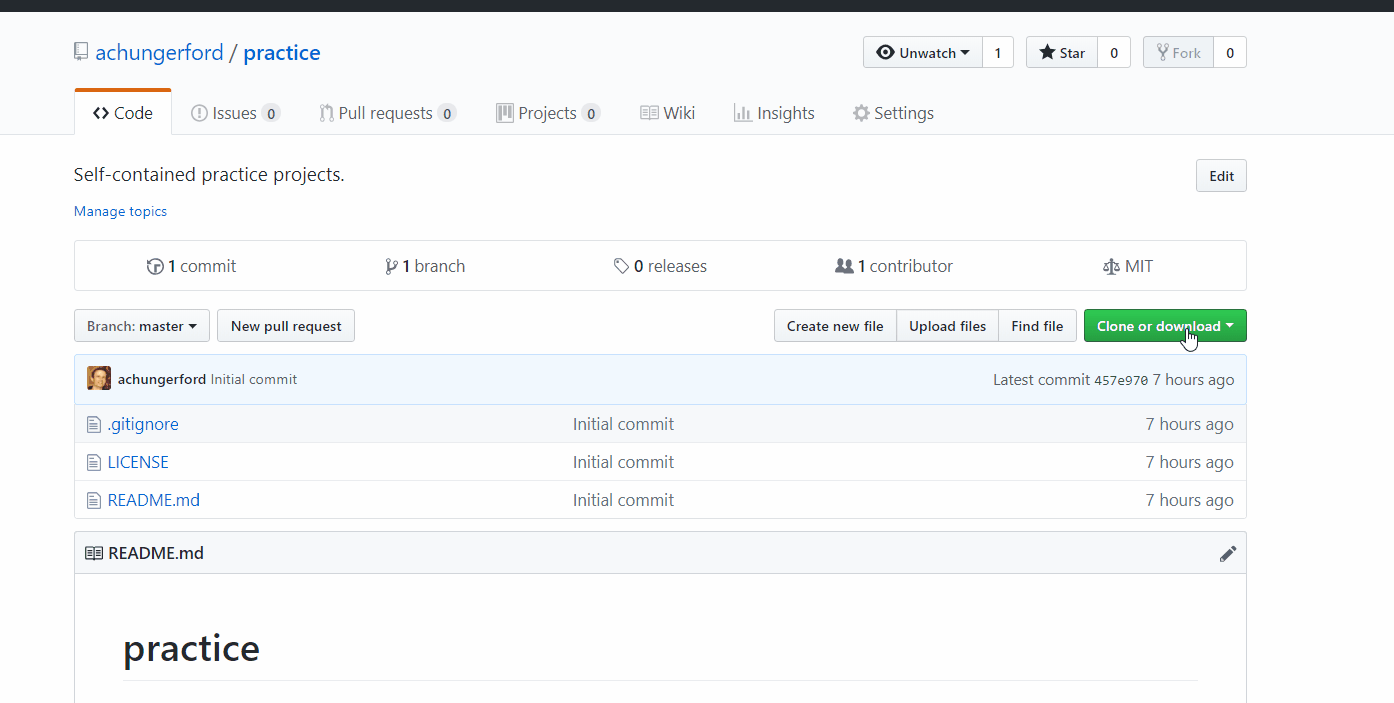 achungerford / practice
Unwatch 1 Star 0 Fork 0
Code Issues 0 Pull requests 0 Projects 0 Wiki Insights Settings
Self-contained practice projects. Edit
Manage topics
1 commit 1 branch 0 releases 1 contributor MIT
Branch: master New pull request Create new file Upload files Find file Clone or download
achungerford Initial commit Latest commit 457e970 7 hours ago
.gitignore Initial commit 7 hours ago
LICENSE Initial commit 7 hours ago
README.md Initial commit 7 hours ago
README.md
practice